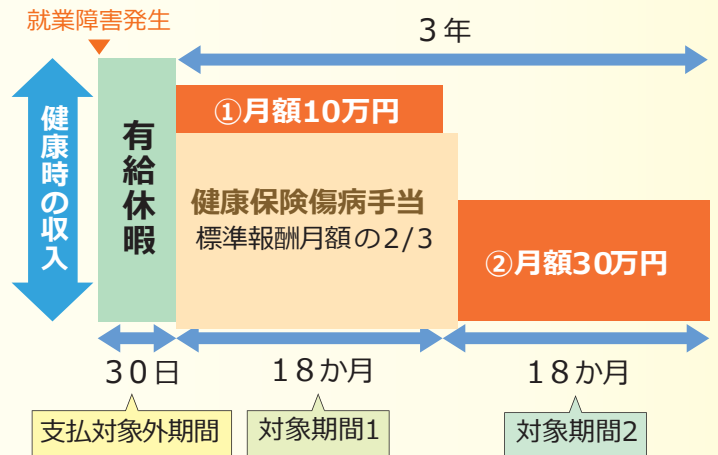 就業障害発生
3年
健康時の収入
有給休暇
①月額10万円
健康保険傷病手当
標準報酬月額の2/3
②月額30万円
30日
18か月
18か月
支払対象外期間
対象期間1
対象期間2